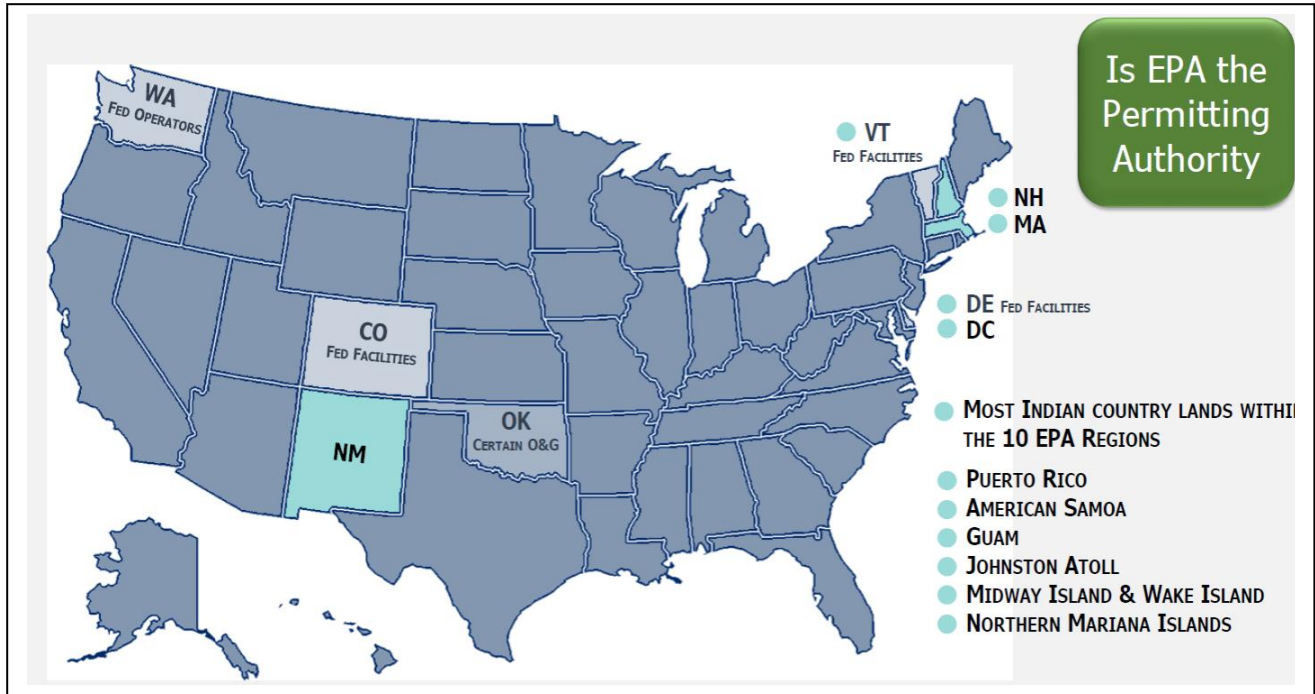 Is EPA the
Permitting
Authority
WA
FED OPERATORS
VT
FED FACILITIES
NH
MA
DE FED FACILITIES
DC
CO
FED FACILITIES
OK
CERTAIN O&G
NM
MOST INDIAN COUNTRY LANDS WITHI
THE 10 EPA REGIONS
PUERTO RICO
AMERICAN SAMOA
GUAM
JOHNSTON ATOLL
MIDWAY ISLAND & WAKE ISLAND
NORTHERN MARIANA ISLANDS